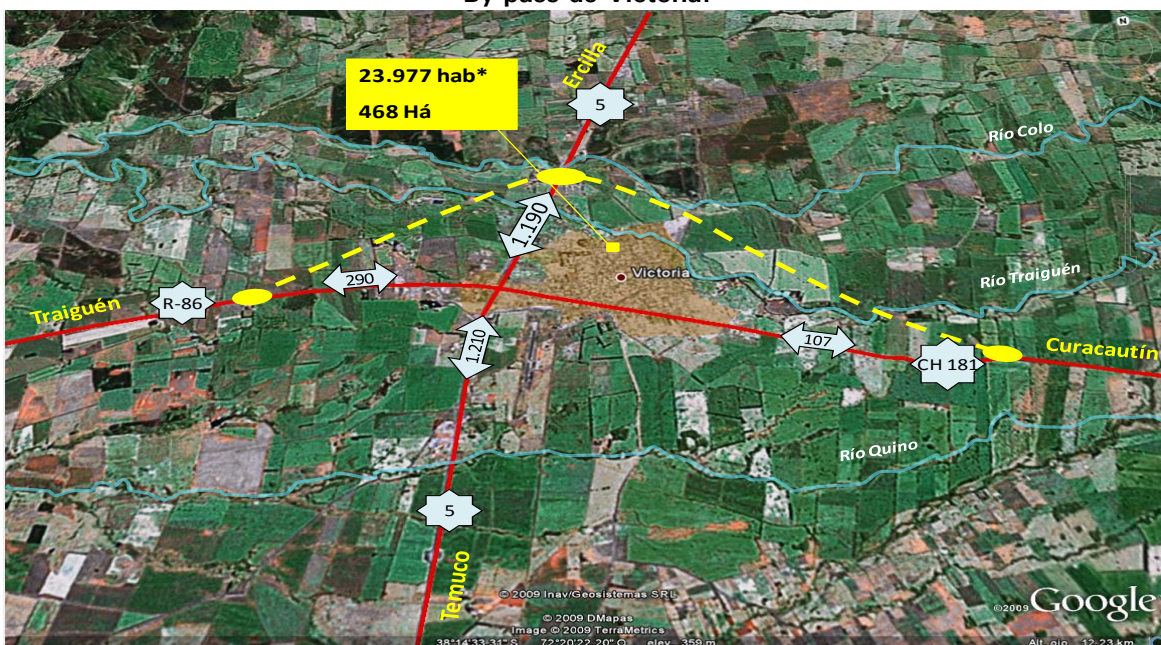 By pass de Victoria.
23.977 hab*
468 Há
Ercilla
5
Río Colo
1.190
Victoria
Río Traiguén
290
R-86
Traiguén
1.210
107
CH 181
Curacautín
Río Quino
5
Temuco
© 2009 Inav/Geosistemas SRL
© 2009 DMapas
Image © 2009 TerraMetrics
©2009 Google
N